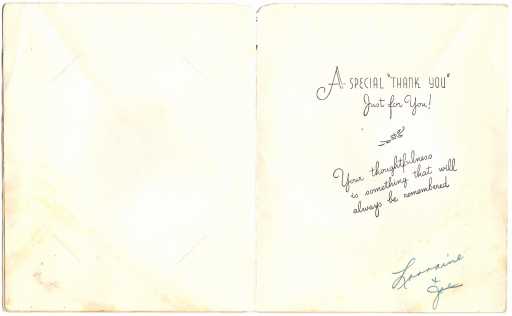 A SPECIAL "THANK YOU"
Just for You!
Your thoughtfulness
is something that will
always be remembered
Lorraine
+
Joe